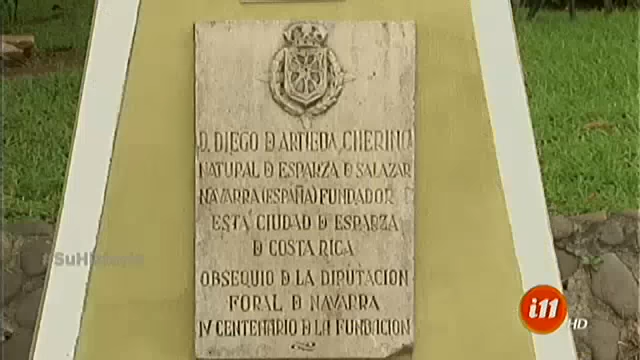 D. DIEGO D ARTIEDA, CHERINO
NATURAL D ESPARZA D SALAZAR
NAVARRA (ESPAÑA) FUNDADOR D
ESTA CIUDAD D ESPARZA
D COSTA RICA
OBSEQUIO D LA DIPUTACION
FORAL D NAVARRA
IV CENTENARIO D LA FUNDACION
#SuHistoria
i11
HD